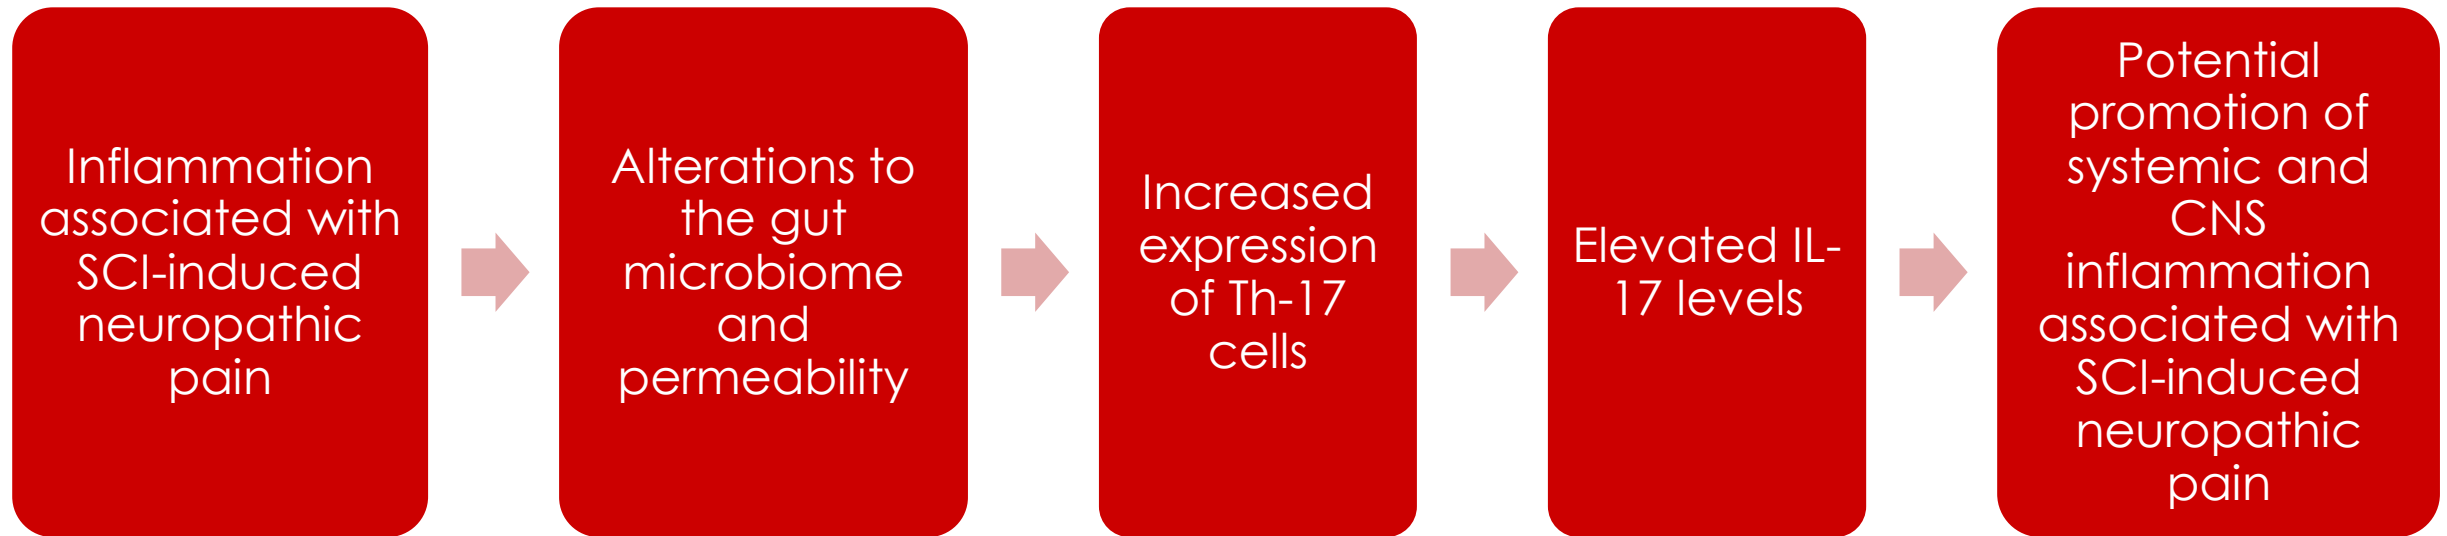 Inflammation
associated with
SCI-induced
neuropathic
pain
Alterations to
the gut
microbiome
and
permeability
Increased
expression
of Th-17
cells
Elevated IL-
17 levels
Potential
promotion of
systemic and
CNS
inflammation
associated with
SCI-induced
neuropathic
pain